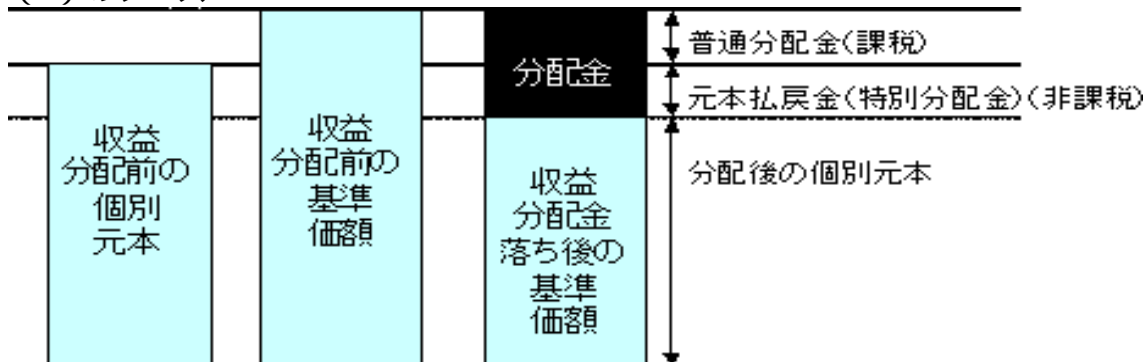 収益
分配前の
個別
元本
収益
分配前の
基準
価額
分配金
収益
分配金
落ち後の
基準
価額
普通分配金(課税)
元本払戻金(特別分配金)(非課税)
分配後の個別元本